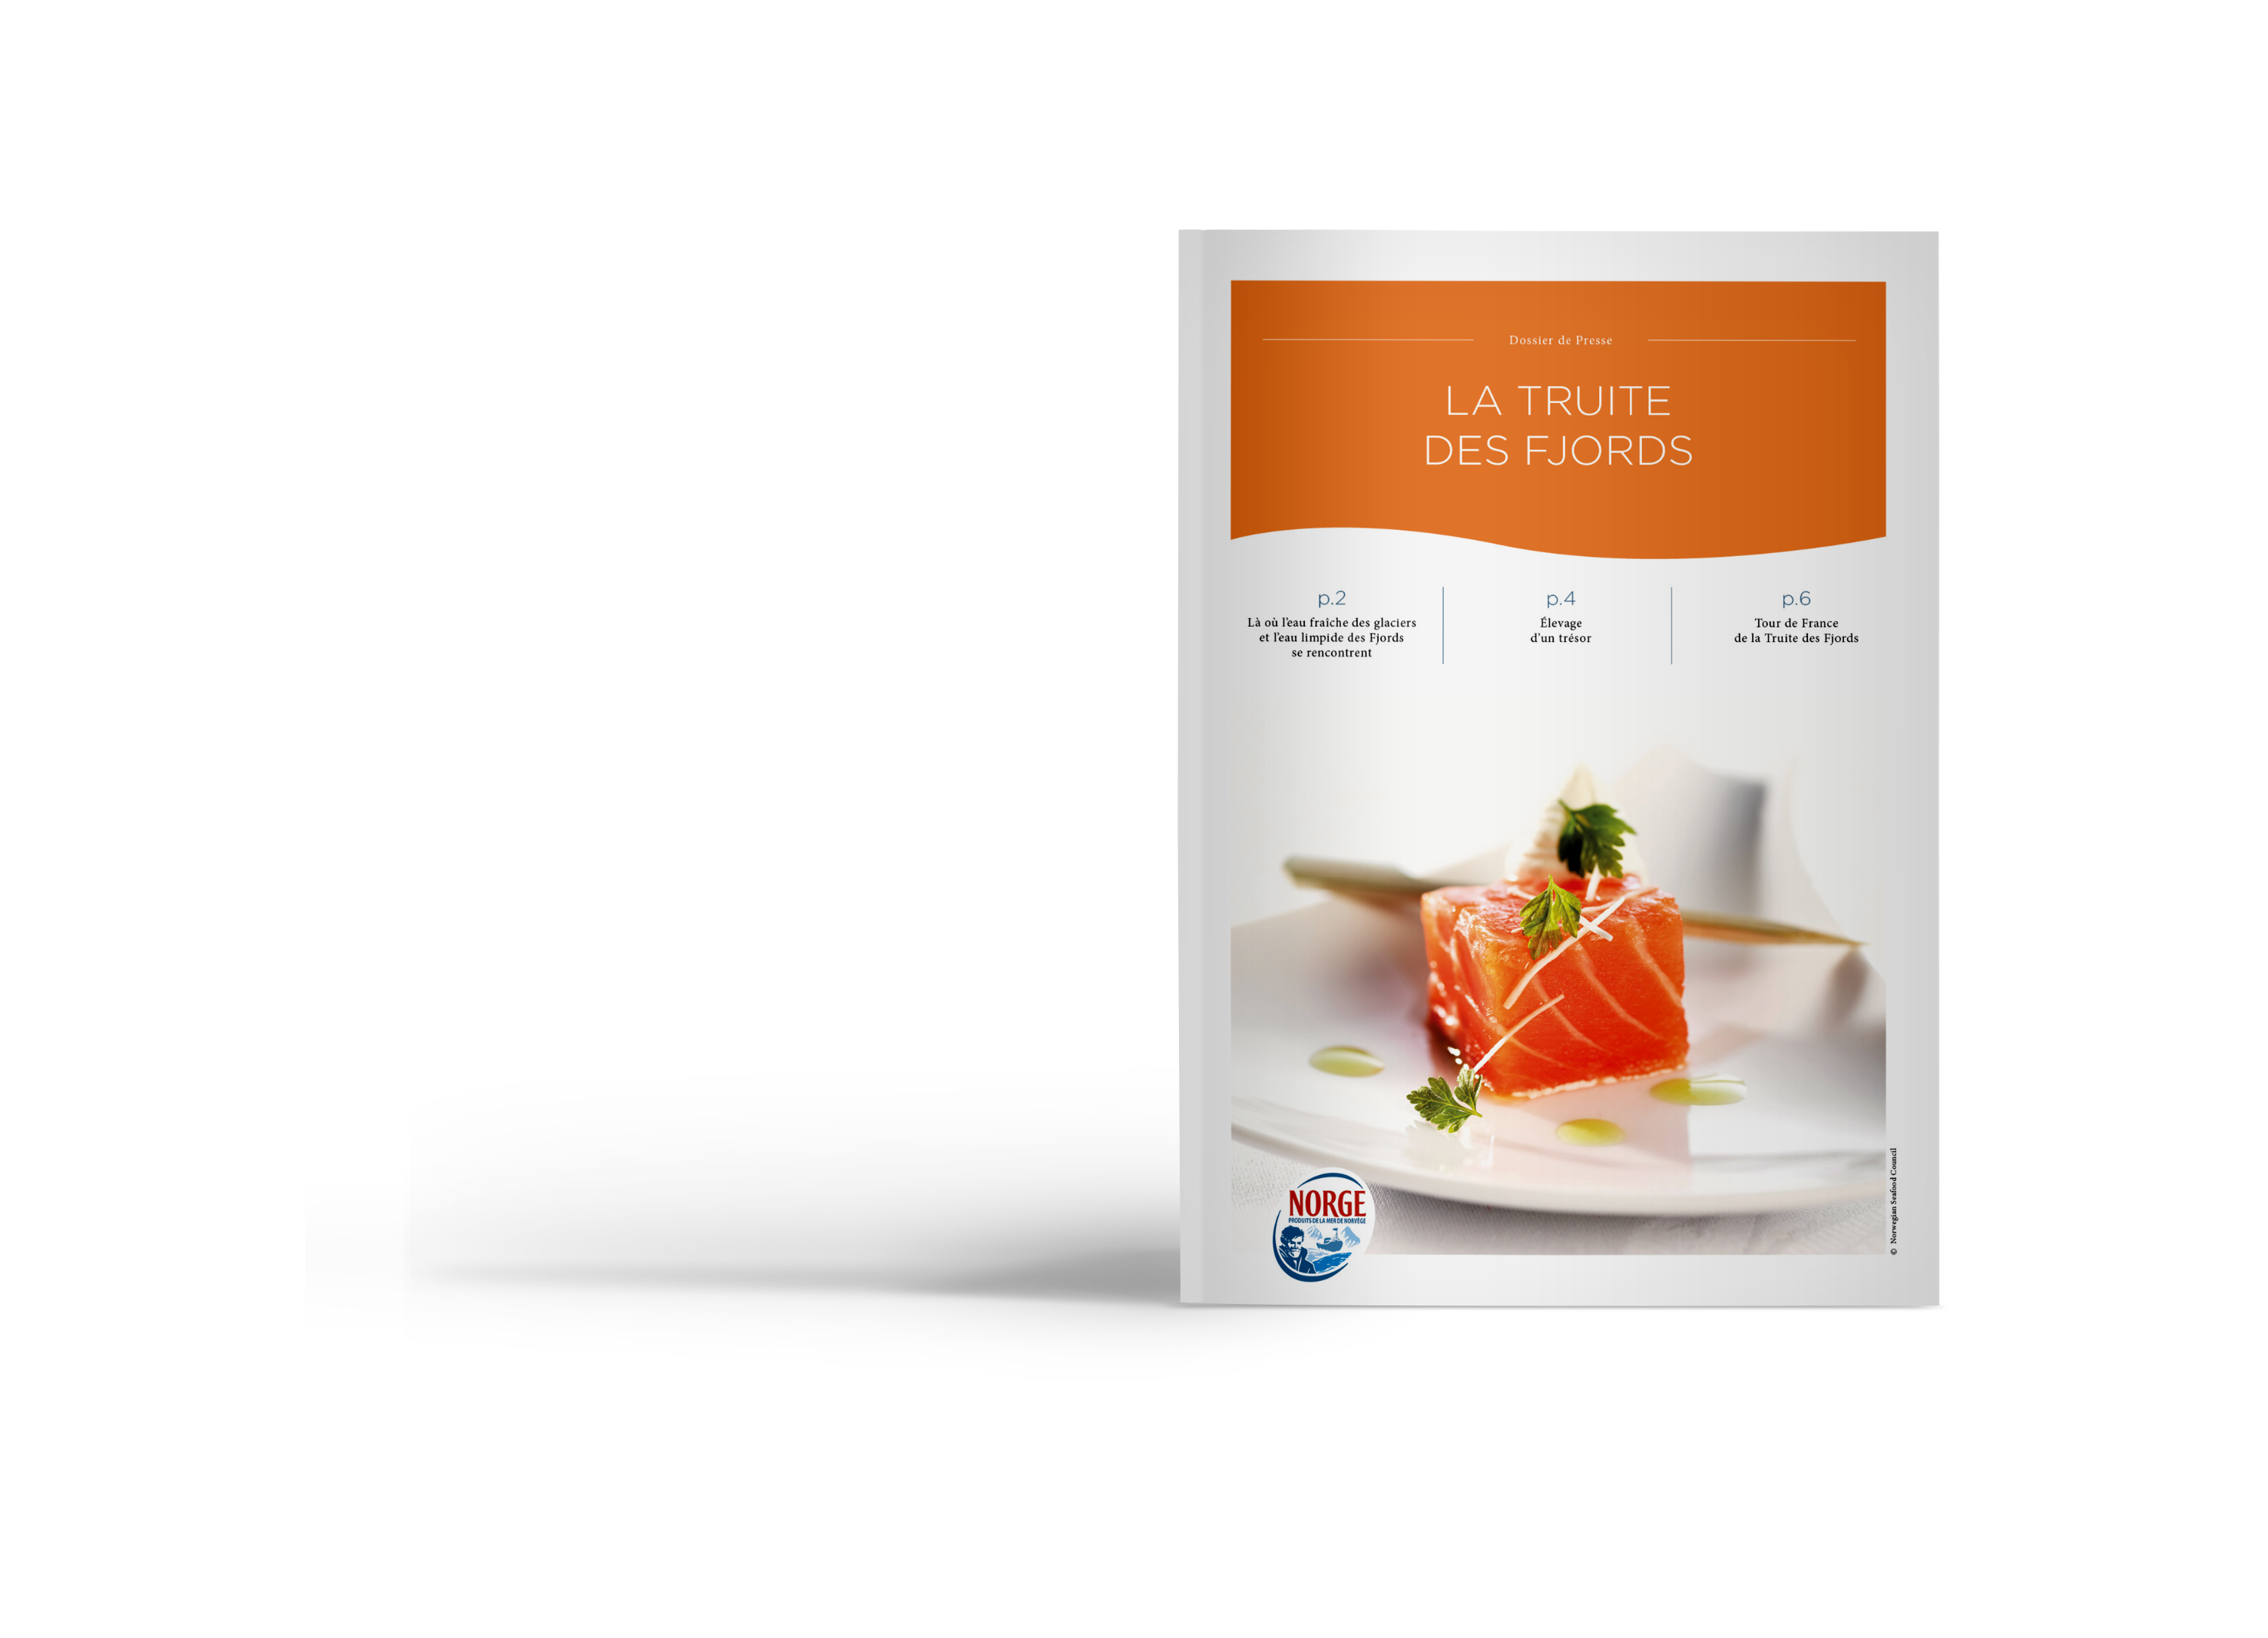 Dossier de Presse
LA TRUITE
DES FJORDS
p.2
Là où l'eau fraîche des glaciers
et l'eau limpide des Fjords
se rencontrent
p.4
Élevage
d'un trésor
p.6
Tour de France
de la Truite des Fjords
NORGE
PRODUITS DE LA MER DE NORVÈGE
© Norwegian Seafood Council